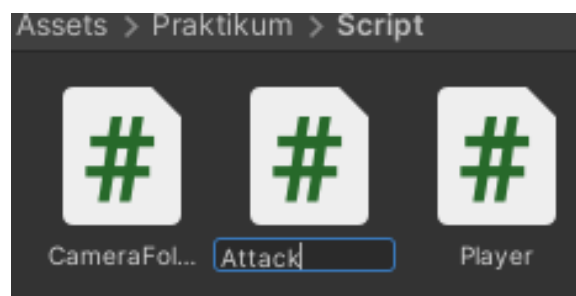 Assets > Praktikum > Script
# # #
CameraFol... Attack Player